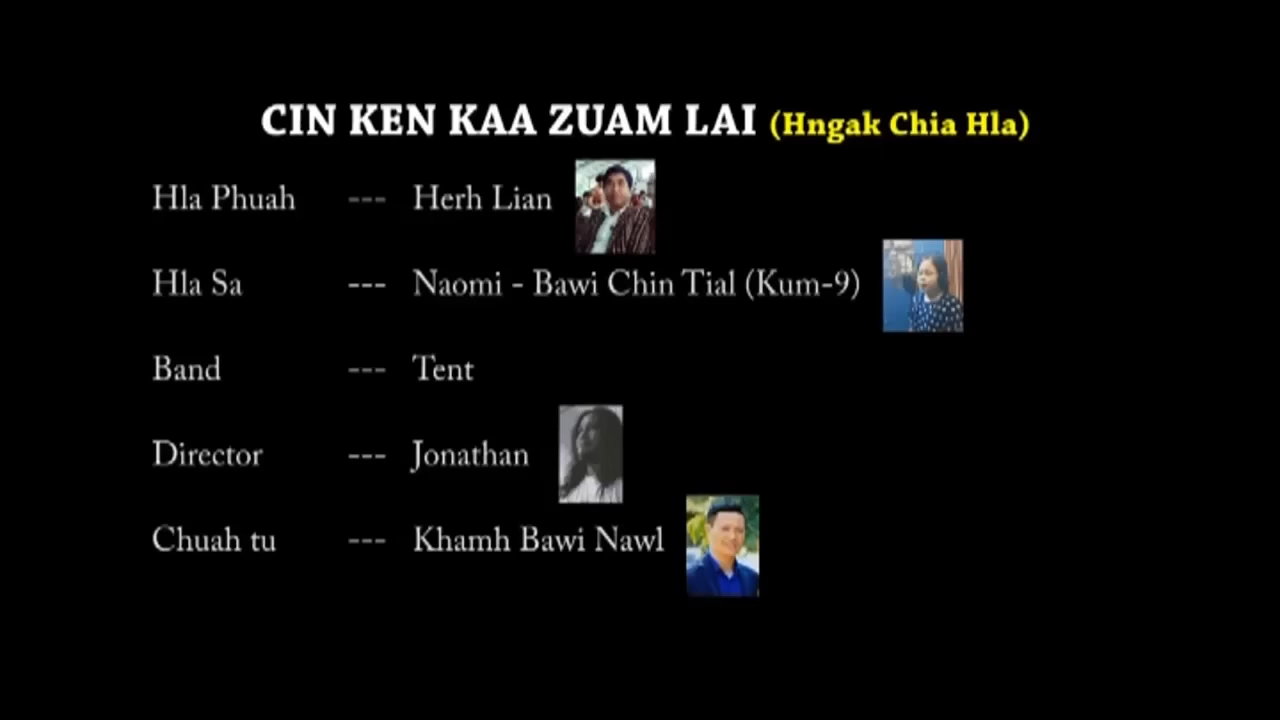 CIN KEN KAA ZUAM LAI (Hngak Chia Hla)
Hla Phuah --- Herh Lian
Hla Sa --- Naomi - Bawi Chin Tial (Kum-9)
Band --- Tent
Director --- Jonathan
Chuah tu --- Khamh Bawi Nawl